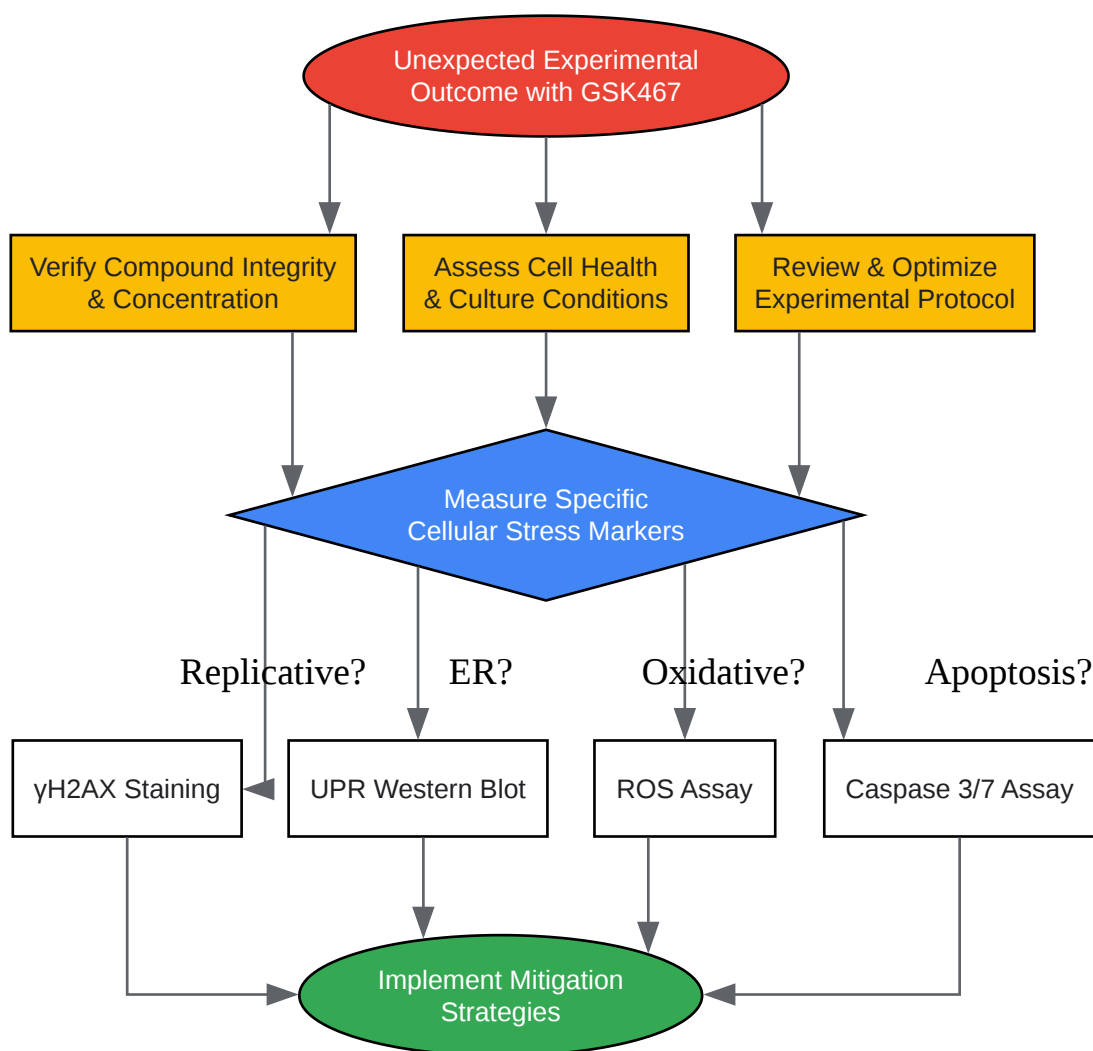 Unexpected Experimental
Outcome with GSK467
Verify Compound Integrity
& Concentration
Assess Cell Health
& Culture Conditions
Review & Optimize
Experimental Protocol
Measure Specific
Cellular Stress Markers
Replicative?
ER?
Oxidative?
Apoptosis?
γH2AX Staining
UPR Western Blot
ROS Assay
Caspase 3/7 Assay
Implement Mitigation
Strategies